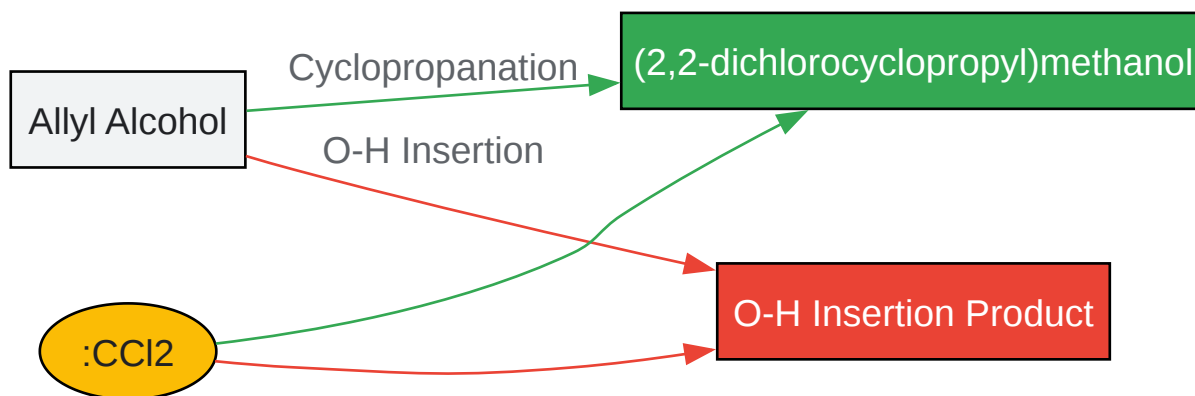 (2,2-dichlorocyclopropyl)methanol
Cyclopropanation
Allyl Alcohol
O-H Insertion
O-H Insertion Product
:CCl2